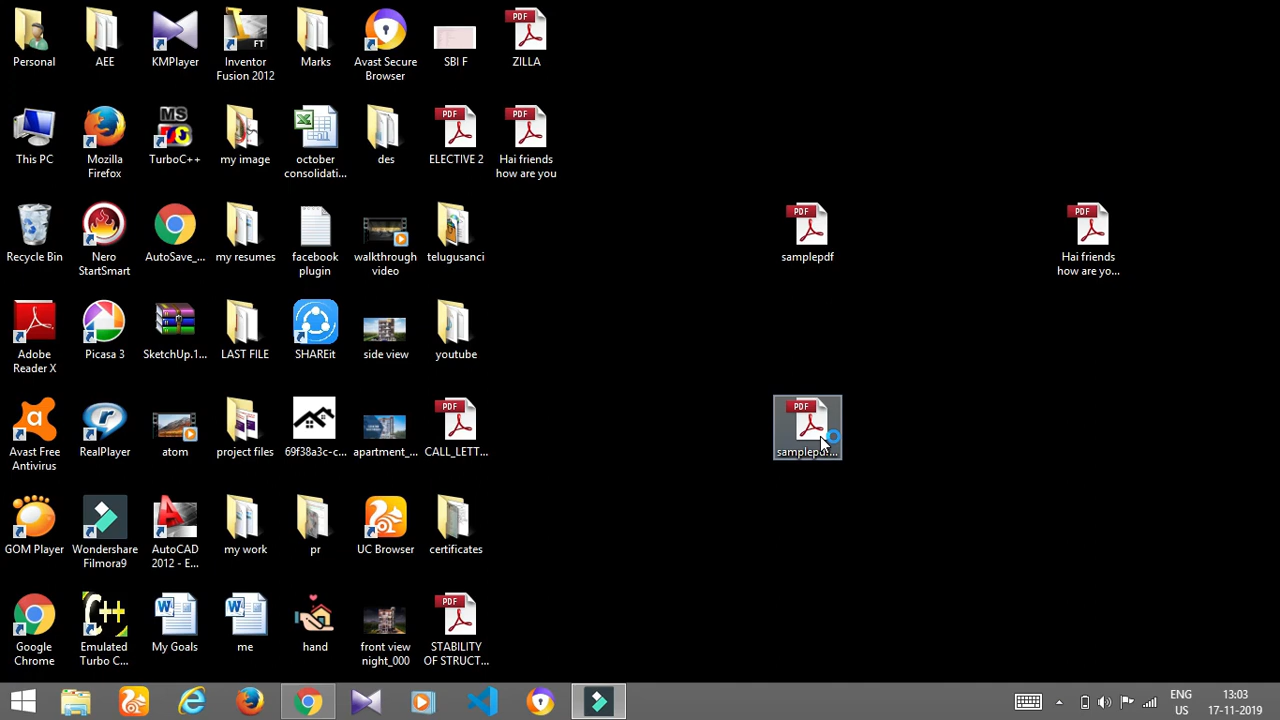 Personal
AEE
KMPlayer
Inventor
Fusion 2012
FT
Marks
Avast Secure
Browser
SBI F
PDF
ZILLA
This PC
Mozilla
Firefox
MS
TurboC++
my image
october
consolidati...
des
PDF
ELECTIVE 2
PDF
Hai friends
how are you
Recycle Bin
Nero
StartSmart
AutoSave_...
my resumes
facebook
plugin
walkthrough
video
telugusanci
PDF
samplepdf
PDF
Hai friends
how are yo...
Adobe
Reader X
Picasa 3
SketchUp.1...
LAST FILE
SHAREit
side view
youtube
Avast Free
Antivirus
RealPlayer
atom
project files
69f38a3c-c...
apartment_...
PDF
CALL_LETT...
PDF
GOM Player
Wondershare
Filmora9
AutoCAD
2012 - E...
my work
pr
UC Browser
certificates
Google
Chrome
C++
Emulated
Turbo C...
My Goals
me
hand
front view
night_000
PDF
STABILITY
OF STRUCT...
ENG
US
13:03
17-11-2019